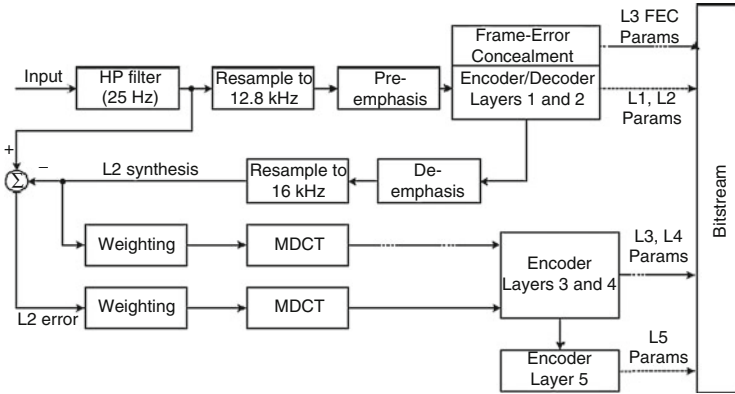 L3 FEC
Params
Frame-Error
Concealment
Input
HP filter
(25 Hz)
Resample to
12.8 kHz
Pre-
emphasis
Encoder/Decoder
Layers 1 and 2
L1, L2
Params
+
−
Σ
L2 synthesis
Resample to
16 kHz
De-
emphasis
Bitstream
Weighting
MDCT
Encoder
Layers 3 and 4
L3, L4
Params
Weighting
MDCT
L2 error
Encoder
Layer 5
L5
Params